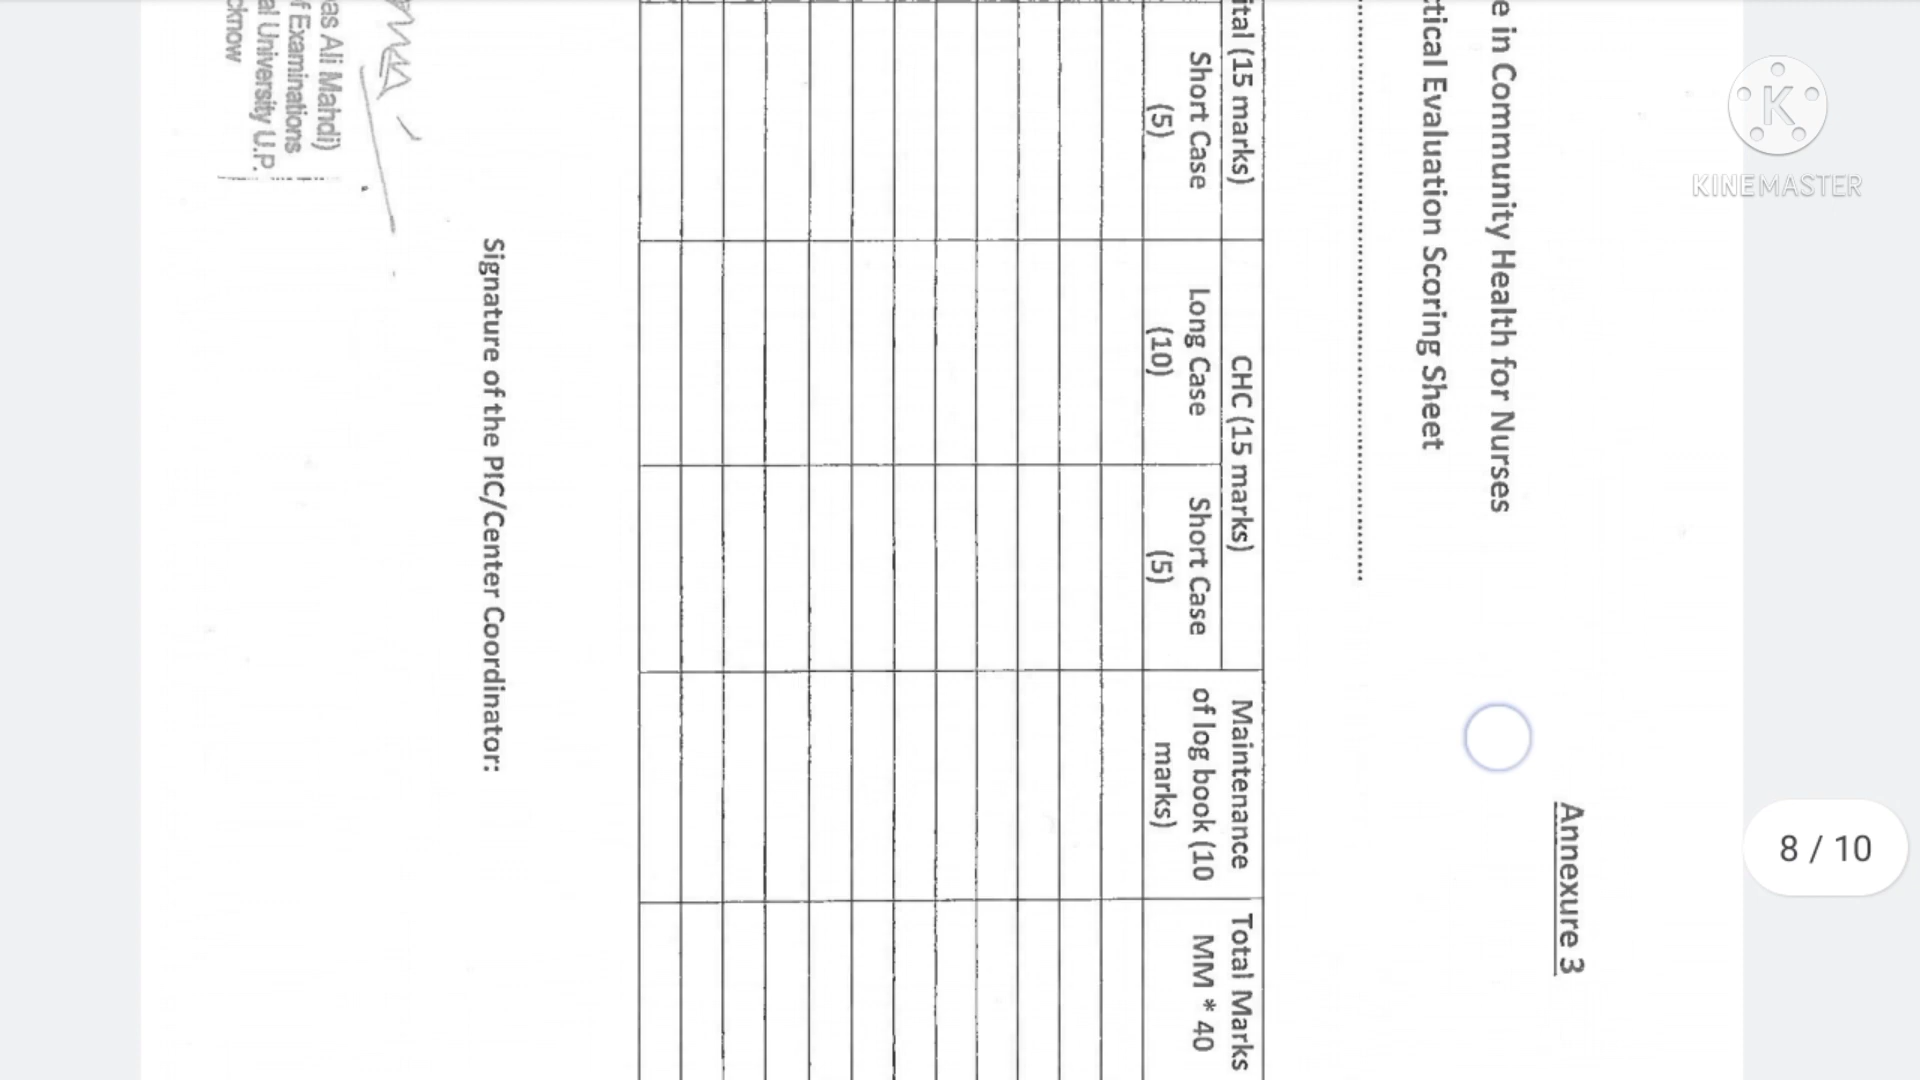 Annexure 3
e in Community Health for Nurses
ctical Evaluation Scoring Sheet
ital (15 marks)
CHC (15 marks)
Maintenance
of log book (10
marks)
Total Marks
MM * 40
Short Case
(5)
Long Case
(10)
Short Case
(5)
Signature of the PIC/Center Coordinator:
as Ali Mahdi)
f Examinations
al University U.P.
cknow
KINEMASTER
8 / 10